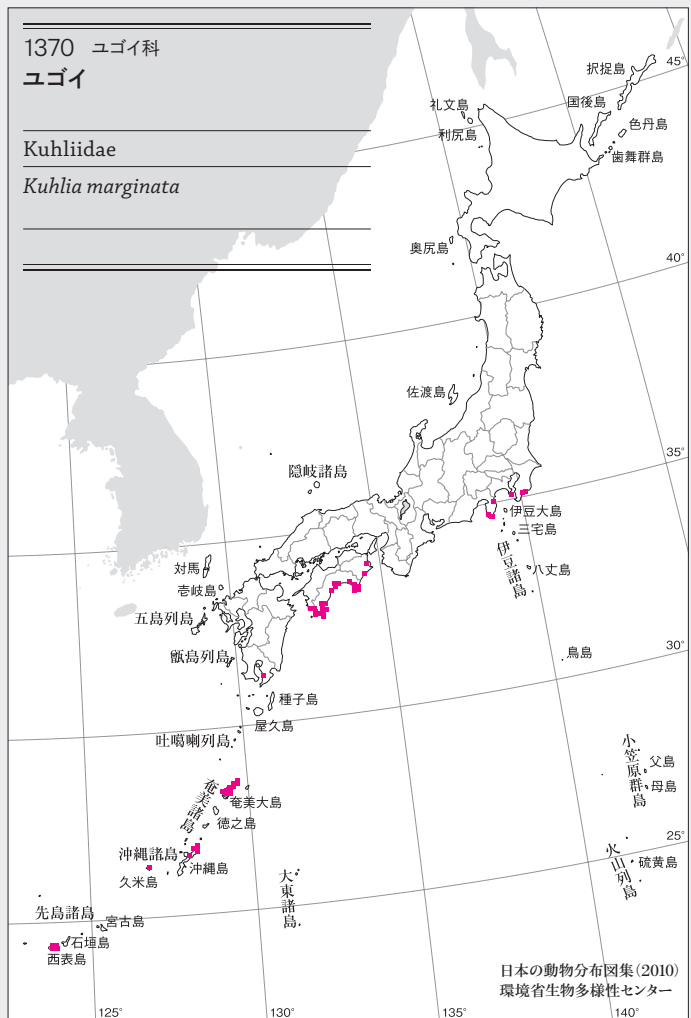 1370 ユゴイ科
ユゴイ
Kuhliidae
Kuhlia marginata
45°
択捉島
国後島
礼文島
色丹島
利尻島
歯舞群島
奥尻島
40°
佐渡島
35°
隠岐諸島
伊豆大島
三宅島
伊豆諸島
八丈島
対馬
壱岐島
五島列島
甑島列島
鳥島
30°
種子島
屋久島
吐噶喇列島
小笠原群島
父島
母島
奄美諸島
奄美大島
徳之島
25°
沖縄諸島
沖縄島
久米島
火山列島
硫黄島
大東諸島
先島諸島
宮古島
石垣島
西表島
日本の動物分布図集(2010)
環境省生物多様性センター
125°
130°
135°
140°